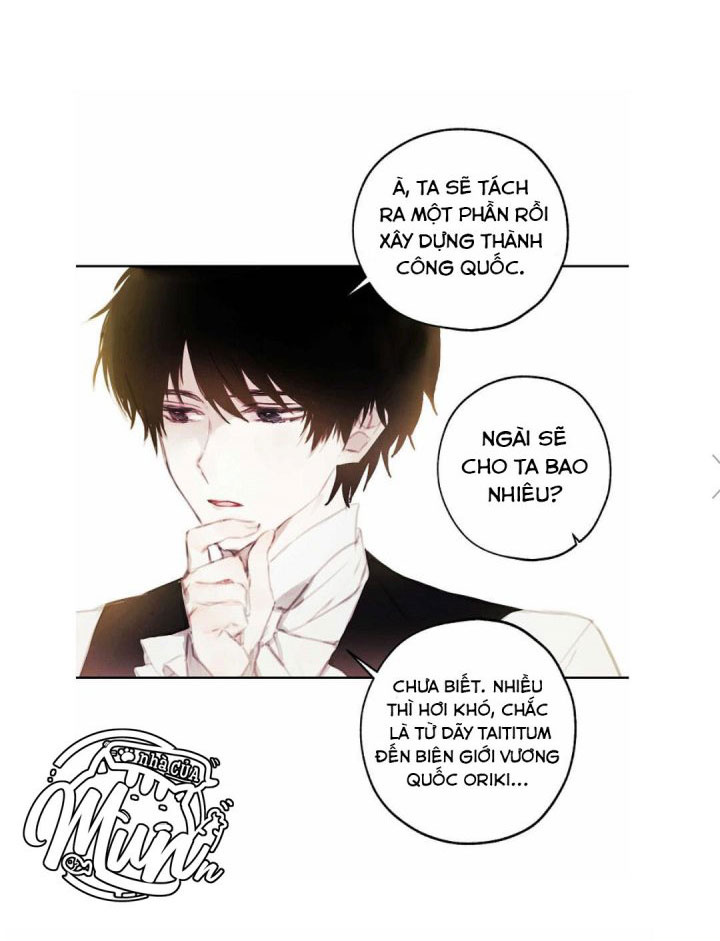 À, TA SẼ TÁCH
RA MỘT PHẦN RỒI
XÂY DỰNG THÀNH
CÔNG QUỐC.
NGÀI SẼ
CHO TA BAO
NHIÊU?
CHƯA BIẾT. NHIỀU
THÌ HƠI KHÓ, CHẮC
LÀ TỪ DÃY TAITITUM
ĐẾN BIÊN GIỚI VƯƠNG
QUỐC ORIKI...
nhà CỦA
Mun